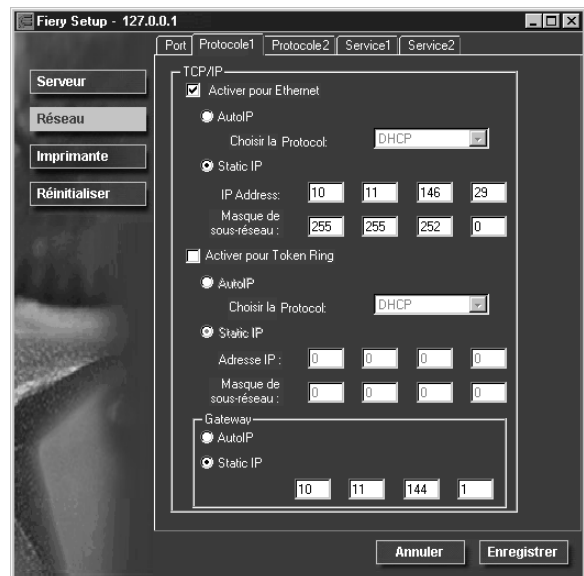 Fiery Setup - 127.0.0.1
Port Protocole1 Protocole2 Service1 Service2
Serveur
Réseau
Imprimante
Réinitialiser
TCP/IP
Activer pour Ethernet
AutoIP
Choisir la Protocol: DHCP
Static IP
IP Address: 10 11 146 29
Masque de
sous-réseau : 255 255 252 0
Activer pour Token Ring
AutoIP
Choisir la Protocol: DHCP
Static IP
Adresse IP : 0 0 0 0
Masque de
sous-réseau : 0 0 0 0
Gateway
AutoIP
Static IP
10 11 144 1
Annuler Enregistrer